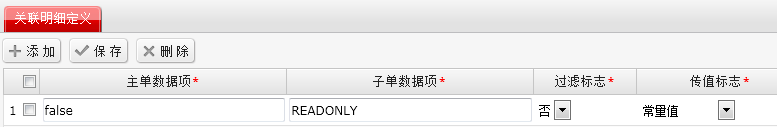 关联明细定义
添加 保存 删除
主单数据项* 子单数据项* 过滤标志* 传值标志*
1 false READONLY 否 常量值